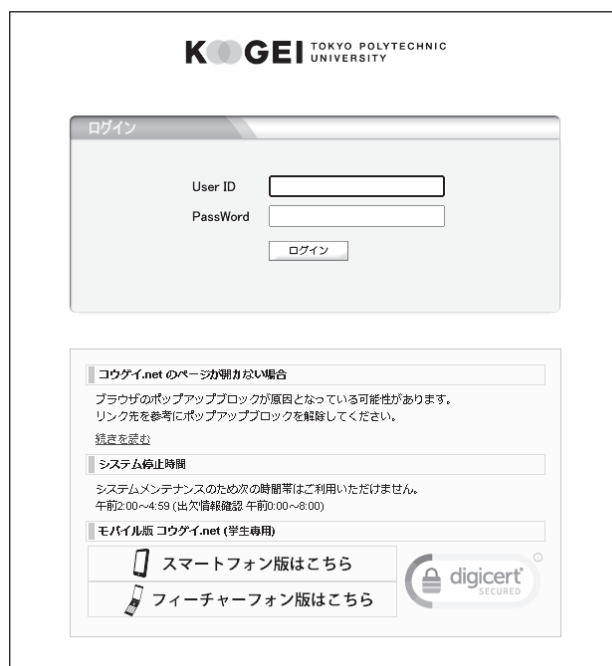 KOOGEI TOKYO POLYTECHNIC
UNIVERSITY
ログイン
User ID
PassWord
ログイン
コウゲイ.net のページが開かない場合
ブラウザのポップアップブロックが原因となっている可能性があります。
リンク先を参考にポップアップブロックを解除してください。
続きを読む
システム停止時間
システムメンテナンスのため次の時間帯はご利用いただけません。
午前2:00～4:59 (出欠情報確認 午前0:00～8:00)
モバイル版 コウゲイ.net (学生専用)
スマートフォン版はこちら
フィーチャーフォン版はこちら
digicert
SECURED